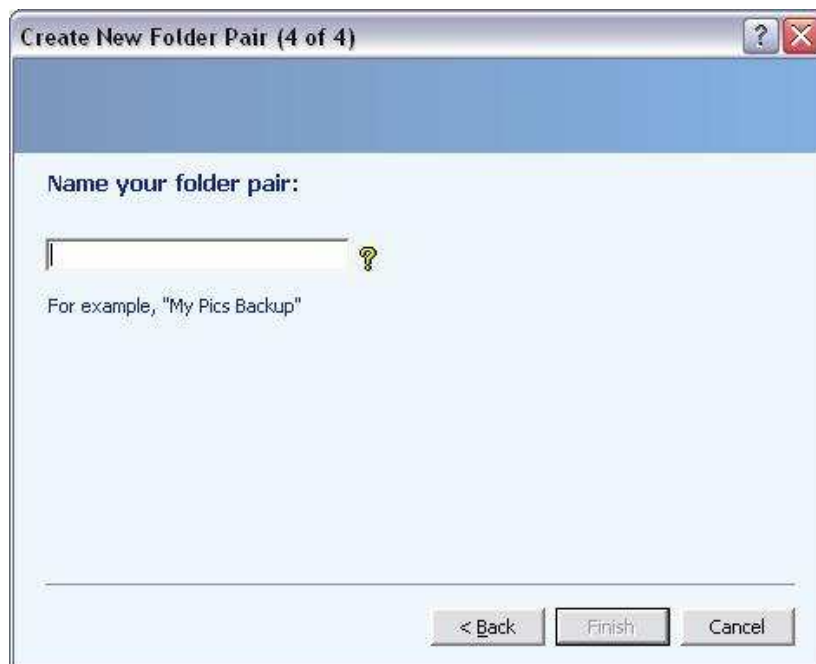 Create New Folder Pair (4 of 4)
Name your folder pair:
For example, "My Pics Backup"
< Back
Finish
Cancel